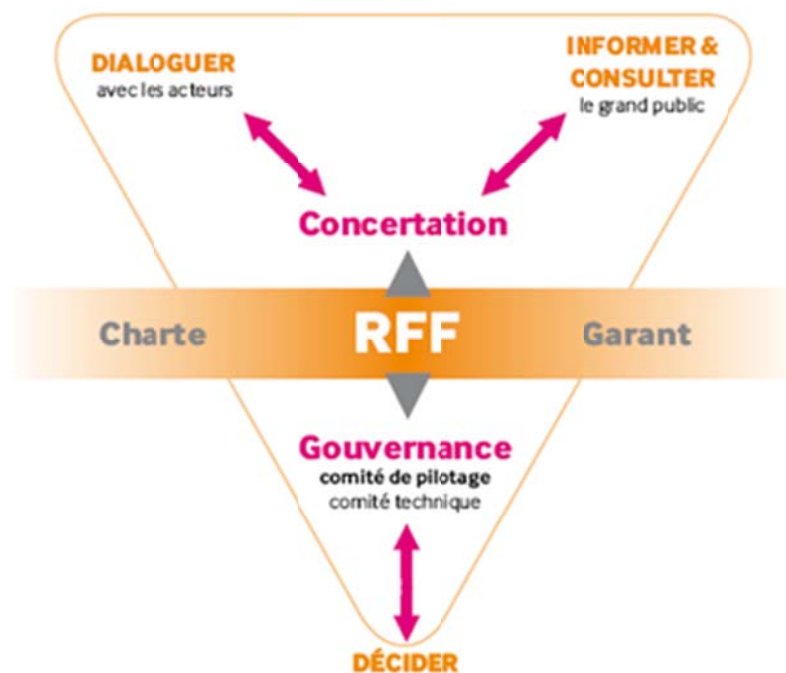 DIALOGUER
avec les acteurs
INFORMER &
CONSULTER
le grand public
Concertation
Charte
RFF
Garant
Gouvernance
comité de pilotage
comité technique
DÉCIDER